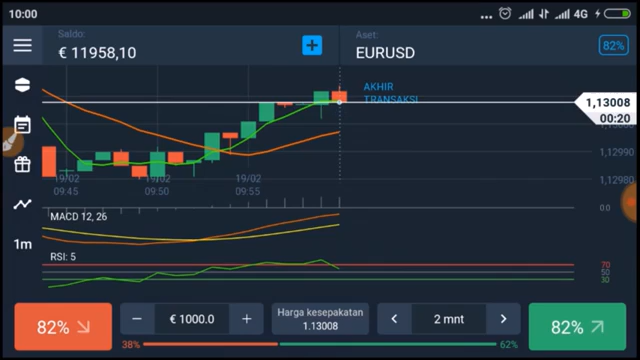 10:00
... 4G
Saldo:
€ 11958,10
Aset:
EURUSD
82%
AKHIR
TRANSAKSI
1,13008
00:20
1,12990
1,12980
19/02
09:45
19/02
09:50
19/02
09:55
0.0
MACD 12, 26
1m
RSI: 5
70
50
30
82%
− € 1000.0 +
Harga kesepakatan
1.13008
< 2 mnt >
82%
38%
62%